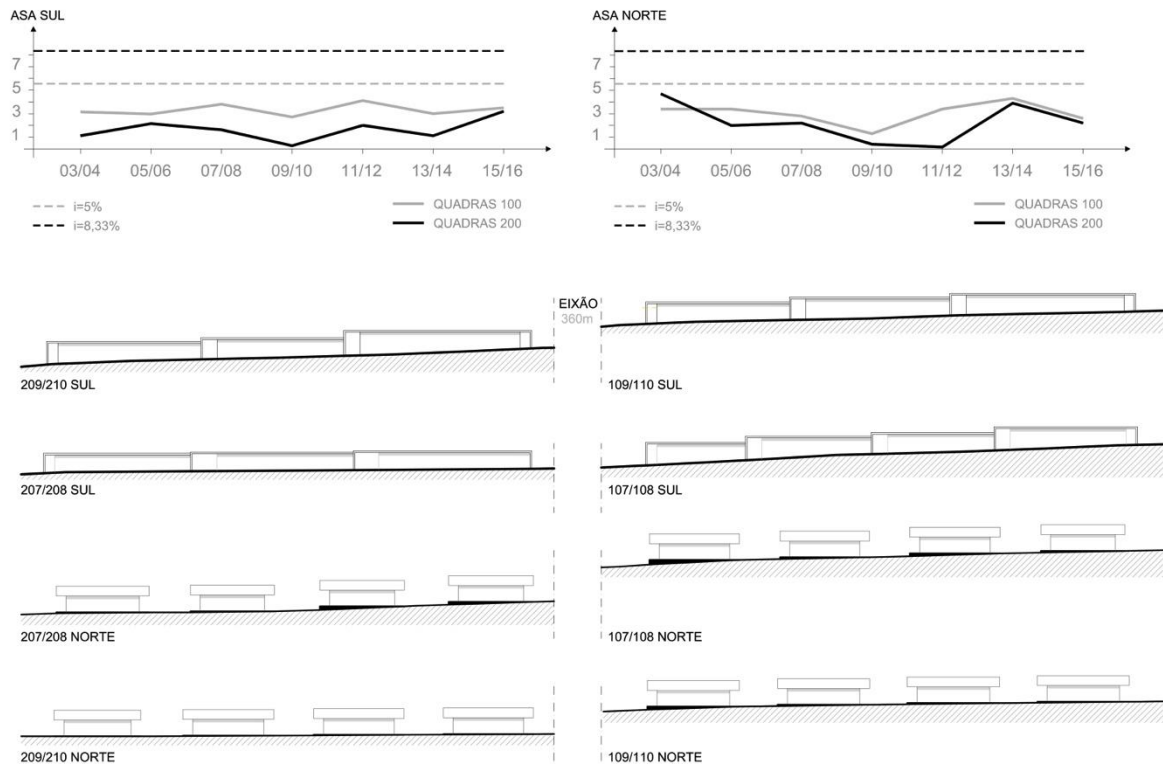 ASA SUL
7
5
3
1
03/04 05/06 07/08 09/10 11/12 13/14 15/16
i=5%
i=8,33%
QUADRAS 100
QUADRAS 200
ASA NORTE
7
5
3
1
03/04 05/06 07/08 09/10 11/12 13/14 15/16
i=5%
i=8,33%
QUADRAS 100
QUADRAS 200
EIXÃO
360m
209/210 SUL
109/110 SUL
207/208 SUL
107/108 SUL
207/208 NORTE
107/108 NORTE
209/210 NORTE
109/110 NORTE